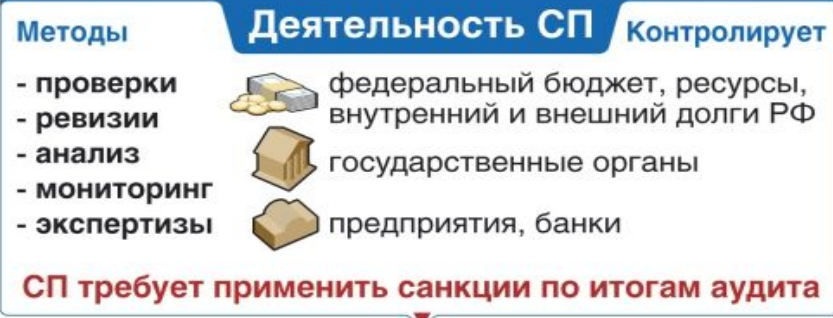 Деятельность СП
Методы
- проверки
- ревизии
- анализ
- мониторинг
- экспертизы
Контролирует
федеральный бюджет, ресурсы,
внутренний и внешний долги РФ
государственные органы
предприятия, банки
СП требует применить санкции по итогам аудита